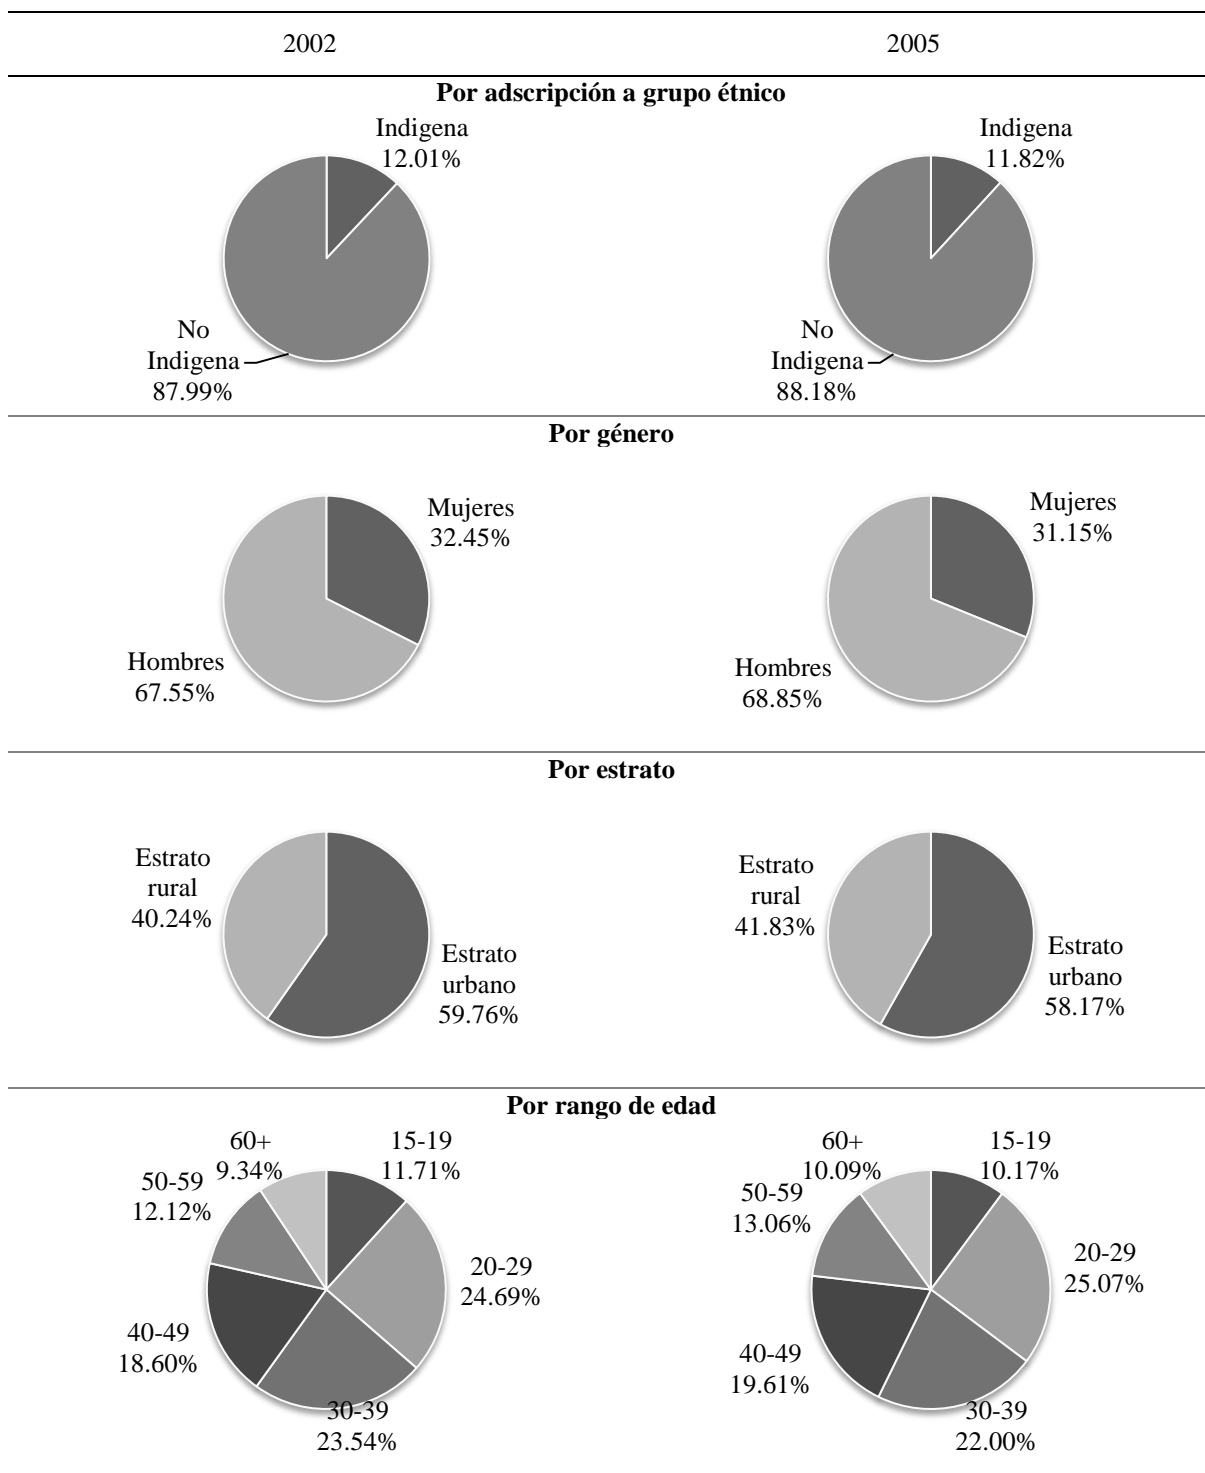 2002
2005
Por adscripción a grupo étnico
Indigena
12.01%
No
Indigena
87.99%
Indigena
11.82%
No
Indigena
88.18%
Por género
Mujeres
32.45%
Hombres
67.55%
Mujeres
31.15%
Hombres
68.85%
Por estrato
Estrato
rural
40.24%
Estrato
urbano
59.76%
Estrato
rural
41.83%
Estrato
urbano
58.17%
Por rango de edad
60+
9.34%
15-19
11.71%
50-59
12.12%
20-29
24.69%
40-49
18.60%
30-39
23.54%
60+
10.09%
15-19
10.17%
50-59
13.06%
20-29
25.07%
40-49
19.61%
30-39
22.00%